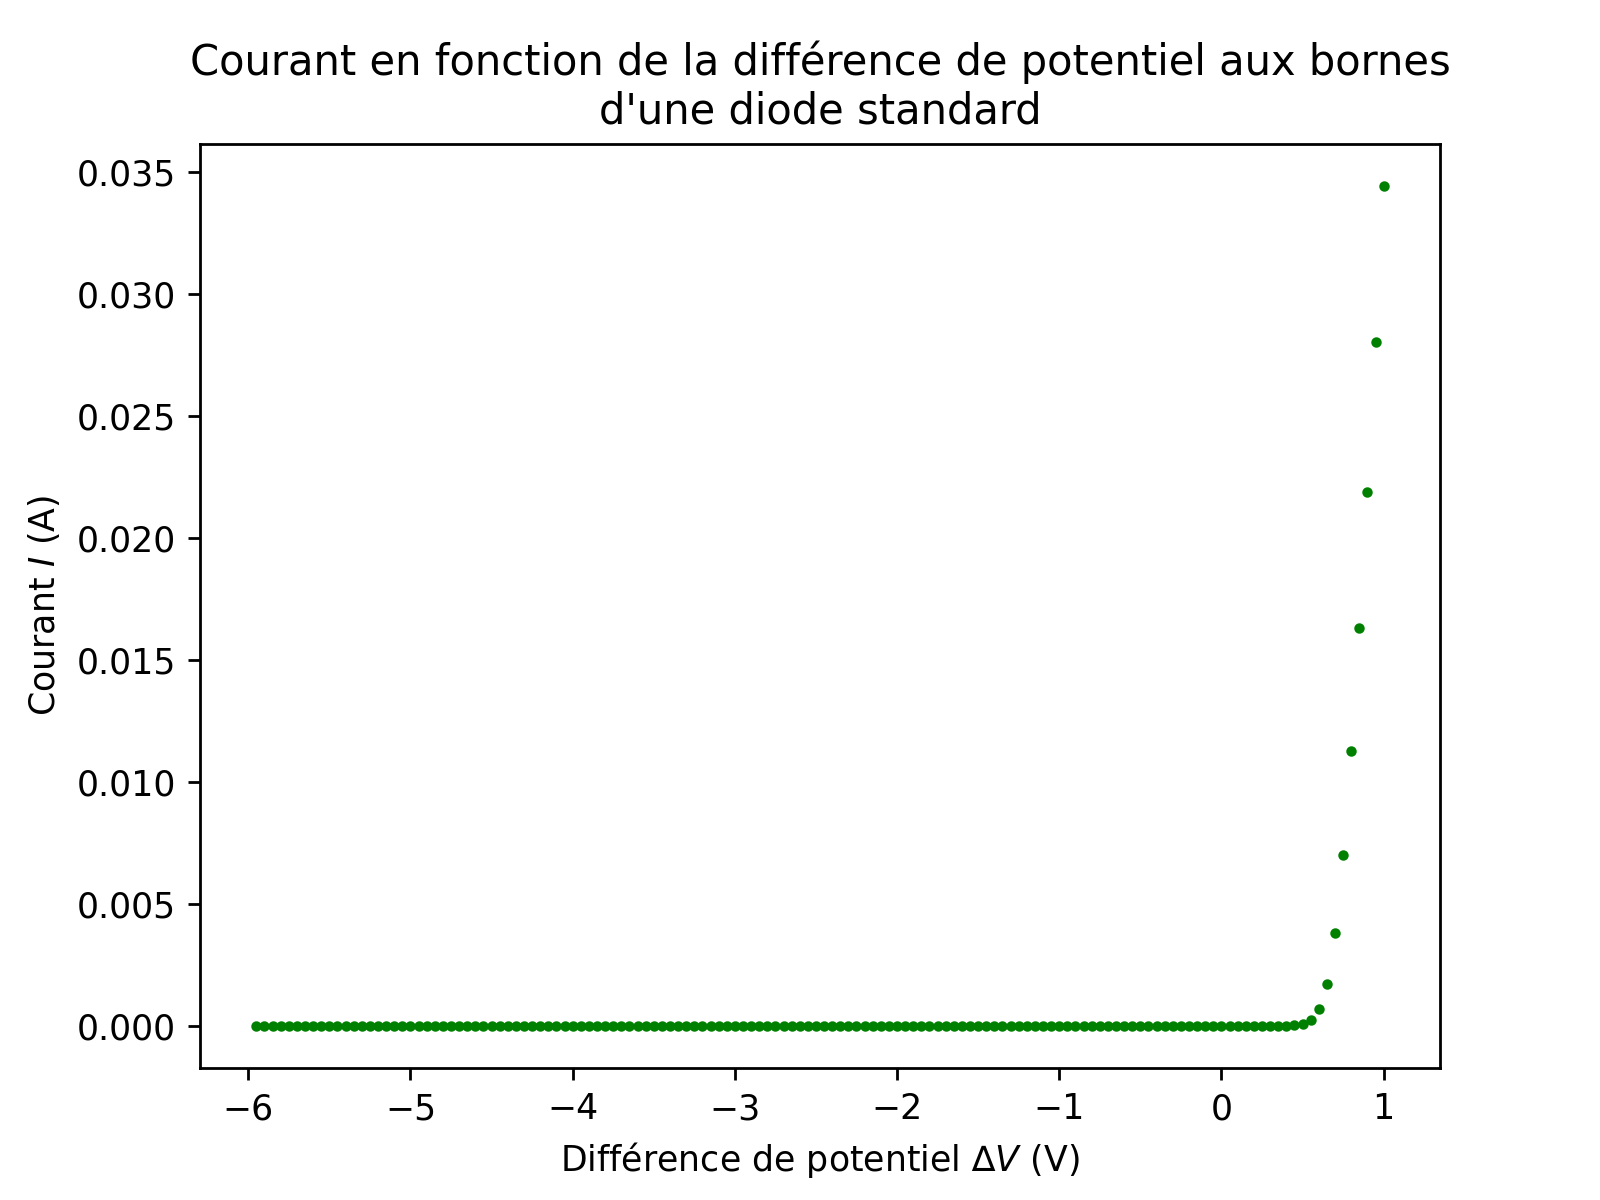 Courant en fonction de la différence de potentiel aux bornes
d'une diode standard
0.035
0.030
0.025
0.020
0.015
0.010
0.005
0.000
Courant I (A)
−6 −5 −4 −3 −2 −1 0 1
Différence de potentiel ΔV (V)